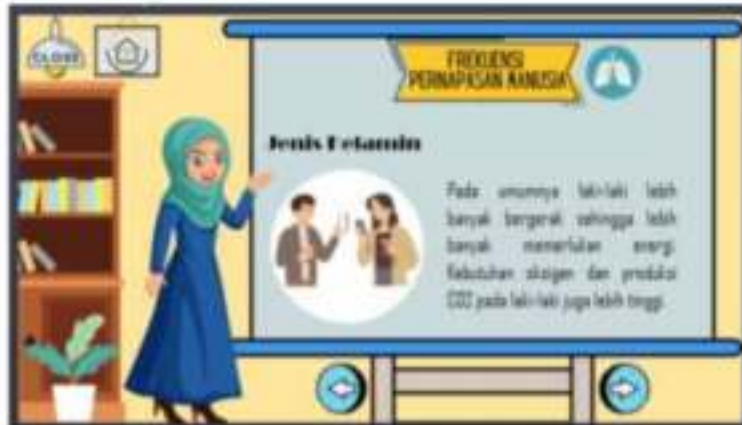 CLOSE
FREKUENSI
PERNAPASAN MANUSIA
Jenis Kelamin
Pada umumnya laki-laki lebih
banyak bergerak sehingga lebih
banyak memerlukan energi.
Kebutuhan oksigen dan produksi
CO2 pada laki-laki juga lebih tinggi.